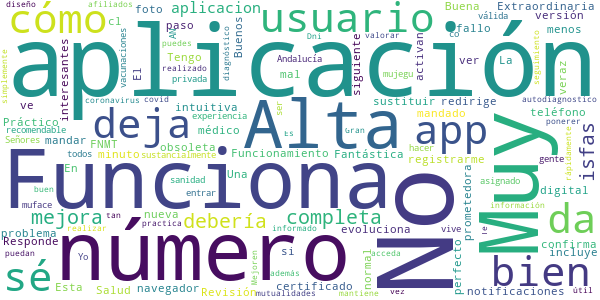 diseño
afiliados
cómo
aplicacion
cl
foto
paso
usuario
Buena
Extraordinaria
versión
válida
AM
puedes
Buenos
Dni
valorar
fallo
menos
simplemente
interesantes
aplicación
vacunaciones
diagnóstico
Andalucía
siguiente
activan
co
ver
La
seguimiento
El
Tengo
realizado
privada
mal
mujegu
veraz
ve
coronavirus
covid
ser
autodiagnostico
Práctico
intuitiva
experiencia
sustituir
redirige
ponerer
recomendable
mandar
deja
médico
Alta
mandado
app
teléfono
isfas
Señores
FNMT
obsoleta
Es
Gran
hacer
registrarme
gente
rápidamente
todos
minuto
sustancialmente
Funcionamiento
Fantástica
En
Una
asignado
digital
Funciona
sanidad
entrar
NO
Muy
información
buen
muface
tan
nueva
practica
completa
informado
vive
le
da
mejora
debería
evoluciona
prometedora
perfecto
confirma
problema
realizar
número
si
normal
incluye
Responde
Mejoren
acceda
puedan
Yo
navegador
certificado
además
bien
notificaciones
sé
Esta
Salud
Revisión
mutualidades
mantiene
vez
útil